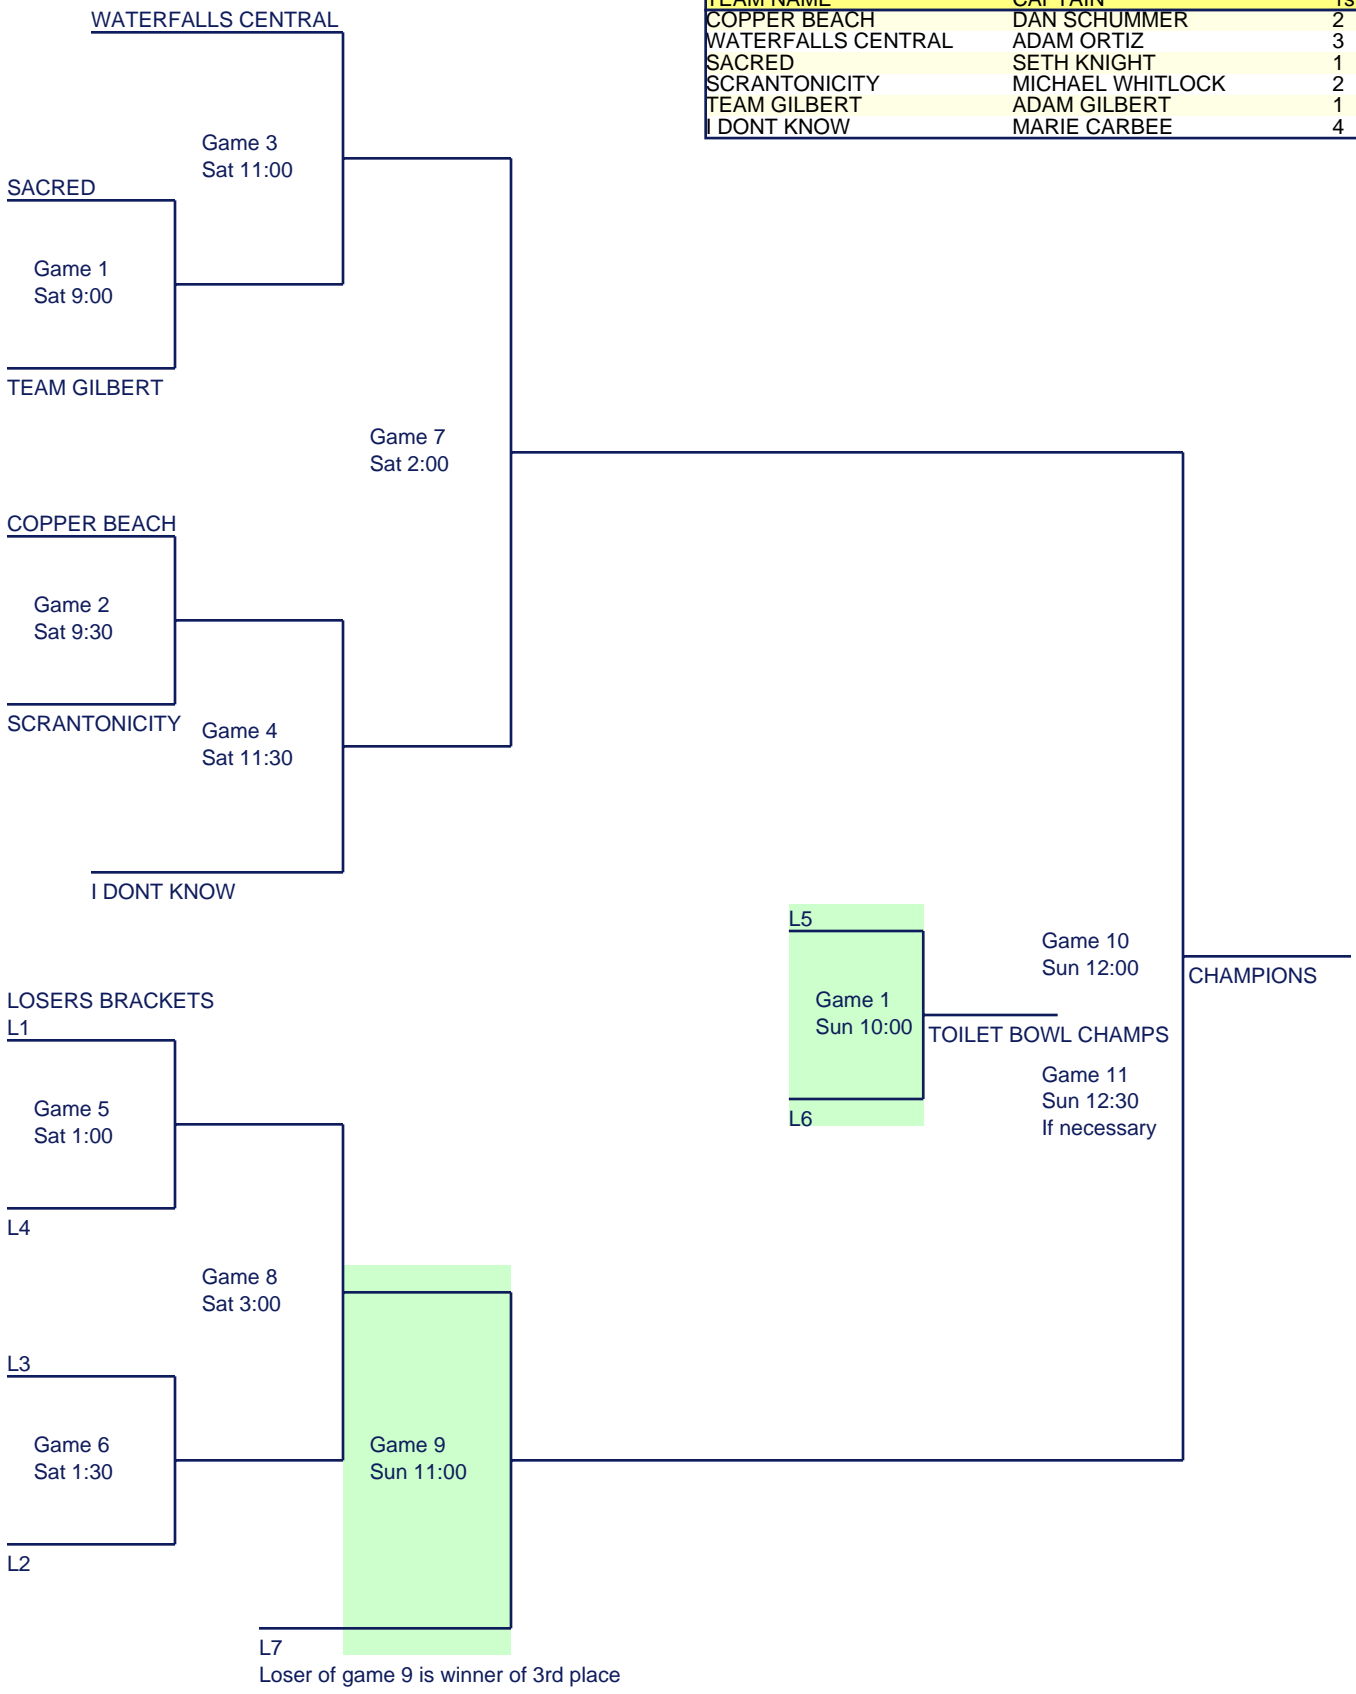 TEAM NAME CAPTAIN
COPPER BEACH DAN SCHUMMER 2
WATERFALLS CENTRAL ADAM ORTIZ 3
SACRED SETH KNIGHT 1
SCRANTONICITY MICHAEL WHITLOCK 2
TEAM GILBERT ADAM GILBERT 1
I DONT KNOW MARIE CARBEE 4
WATERFALLS CENTRAL
Game 3
Sat 11:00
SACRED
Game 1
Sat 9:00
TEAM GILBERT
Game 7
Sat 2:00
COPPER BEACH
Game 2
Sat 9:30
SCRANTONICITY
Game 4
Sat 11:30
I DONT KNOW
L5
Game 10
Sun 12:00
CHAMPIONS
Game 1
Sun 10:00
TOILET BOWL CHAMPS
Game 11
Sun 12:30
If necessary
L6
LOSERS BRACKETS
L1
Game 5
Sat 1:00
L4
Game 8
Sat 3:00
L3
Game 6
Sat 1:30
Game 9
Sun 11:00
L2
L7
Loser of game 9 is winner of 3rd place